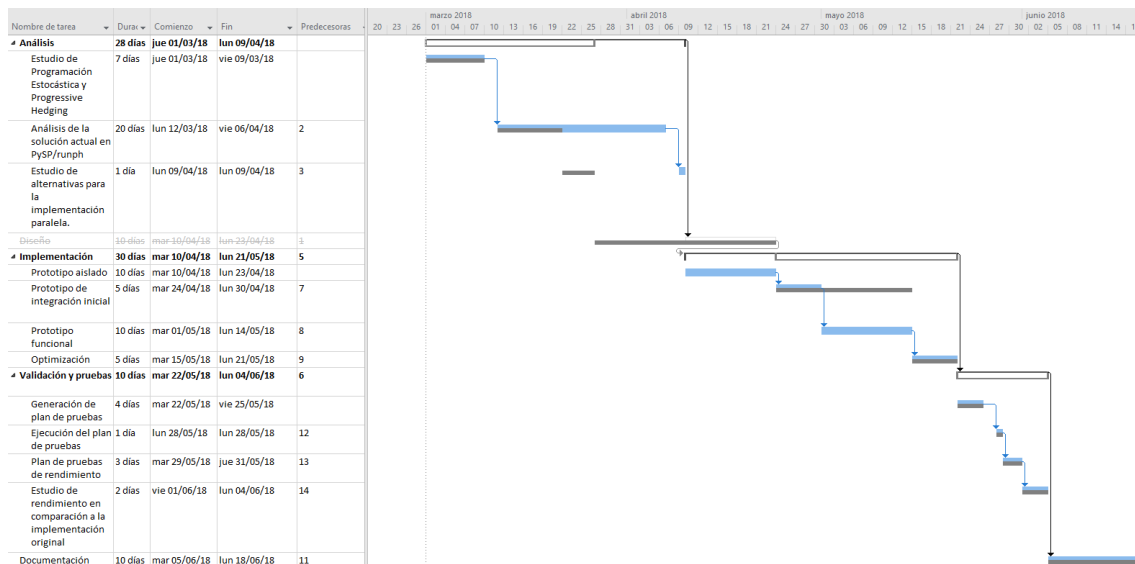 marzo 2018 abril 2018 mayo 2018 junio 2018
Nombre de tarea Durac Comienzo Fin Predecesoras 20 23 26 01 04 07 10 13 16 19 22 25 28 31 03 06 09 12 15 18 21 24 27 30 03 06 09 12 15 18 21 24 27 30 02 05 08 11 14 1
Análisis 28 días jue 01/03/18 lun 09/04/18
Estudio de 7 días jue 01/03/18 vie 09/03/18
Programación
Estocástica y
Progressive
Hedging
Análisis de la 20 días lun 12/03/18 vie 06/04/18 2
solución actual en
PySP/runph
Estudio de 1 día lun 09/04/18 lun 09/04/18 3
alternativas para
la
implementación
paralela.
Diseño 10 días mar 10/04/18 lun 23/04/18 1
Implementación 30 días mar 10/04/18 lun 21/05/18 5
Prototipo aislado 10 días mar 10/04/18 lun 23/04/18
Prototipo de 5 días mar 24/04/18 lun 30/04/18 7
integración inicial
Prototipo 10 días mar 01/05/18 lun 14/05/18 8
funcional
Optimización 5 días mar 15/05/18 lun 21/05/18 9
Validación y pruebas 10 días mar 22/05/18 lun 04/06/18 6
Generación de 4 días mar 22/05/18 vie 25/05/18
plan de pruebas
Ejecución del plan 1 día lun 28/05/18 lun 28/05/18 12
de pruebas
Plan de pruebas 3 días mar 29/05/18 jue 31/05/18 13
de rendimiento
Estudio de 2 días vie 01/06/18 lun 04/06/18 14
rendimiento en
comparación a la
implementación
original
Documentación 10 días mar 05/06/18 lun 18/06/18 11